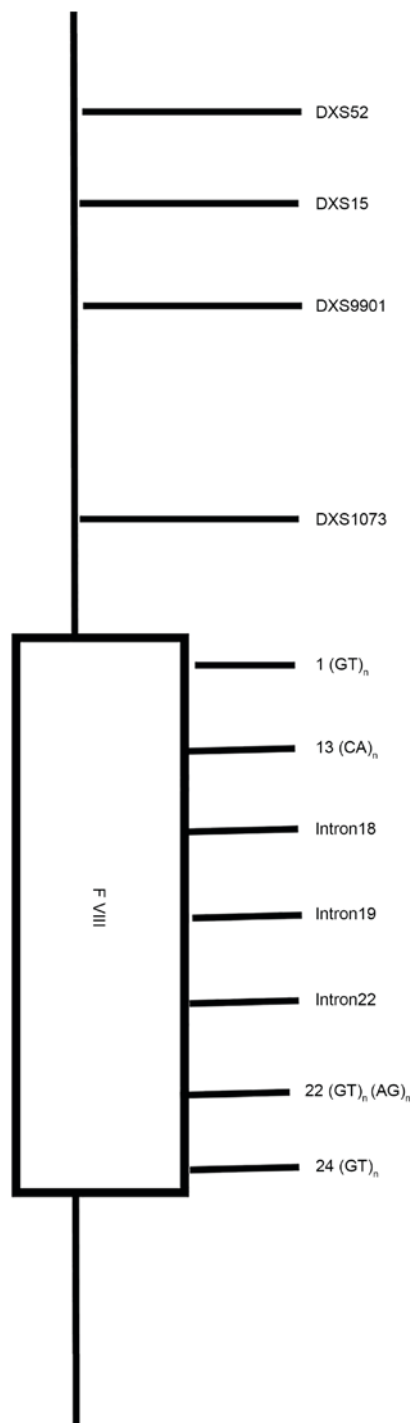 DXS52
DXS15
DXS9901
DXS1073
1 (GT)n
13 (CA)n
Intron18
F VIII
Intron19
Intron22
22 (GT)n (AG)n
24 (GT)n